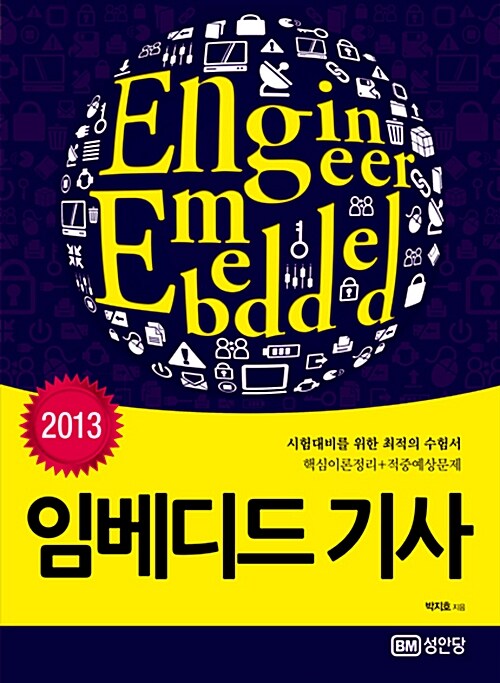 Engineer
Embedded
2013
시험대비를 위한 최적의 수험서
핵심이론정리+적중예상문제
임베디드 기사
박지호 지음
BM 성안당